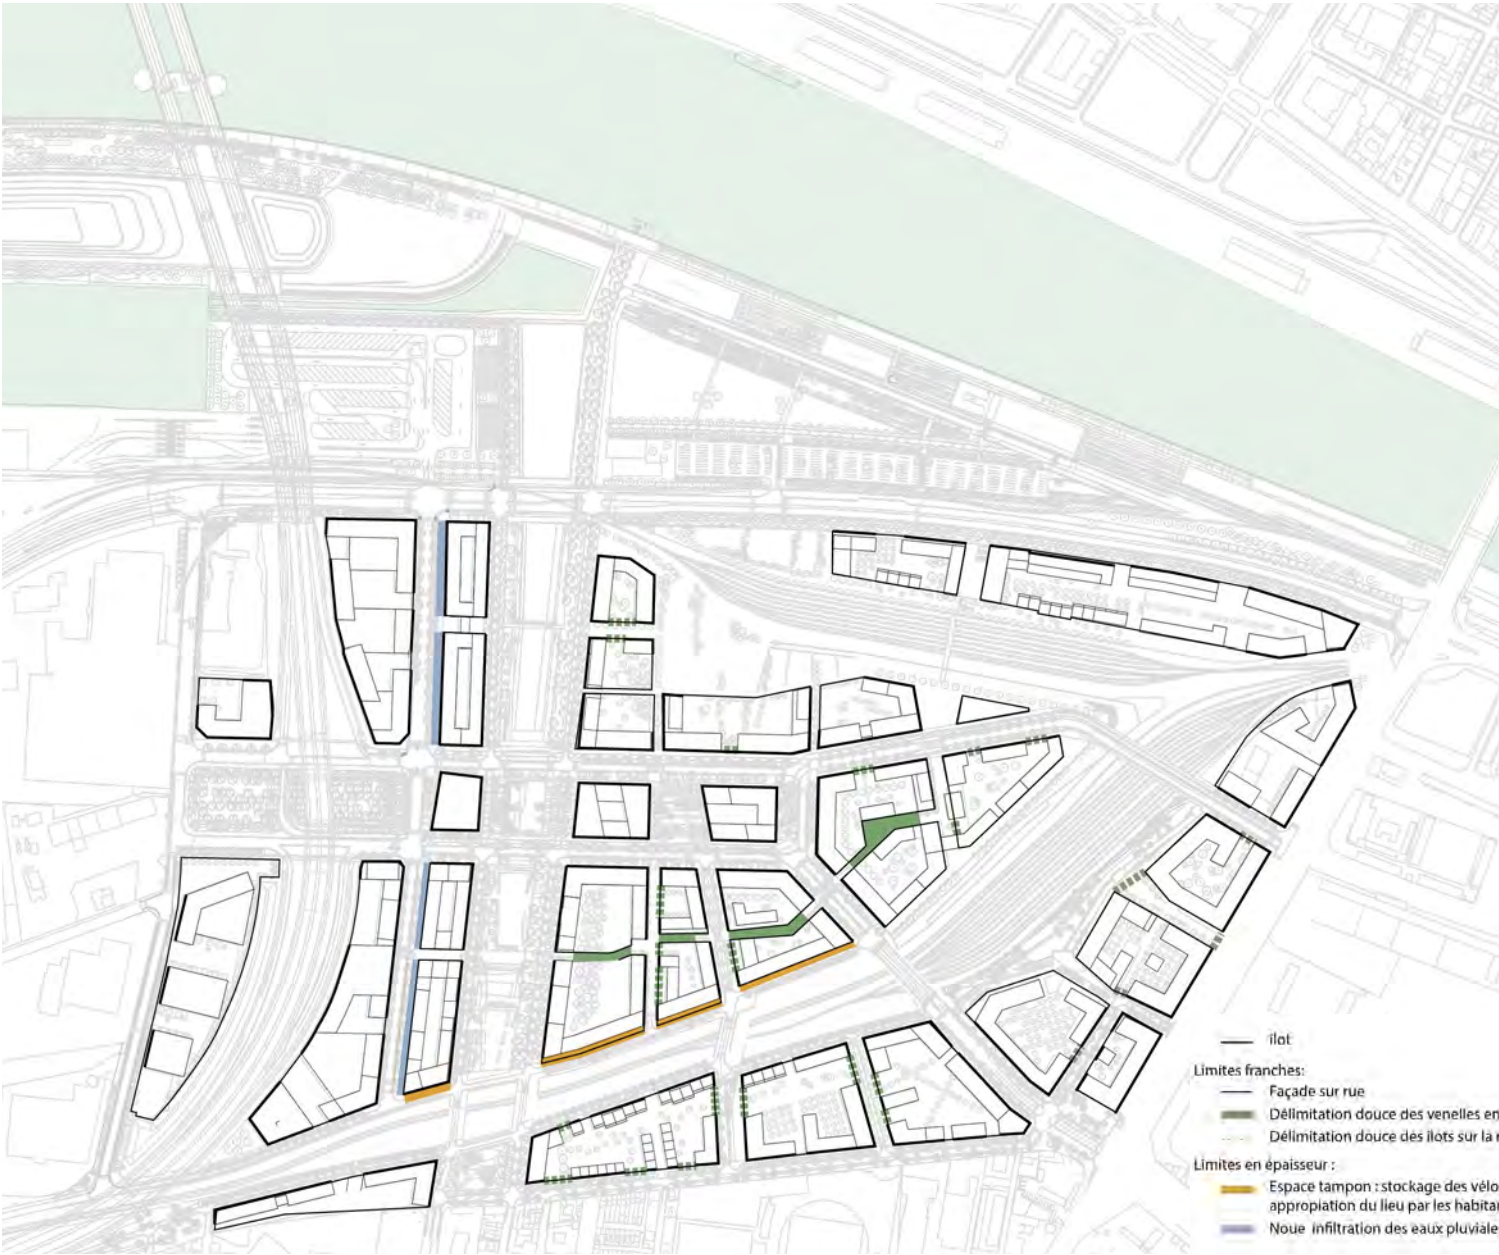 îlot
Limites franches:
Façade sur rue
Délimitation douce des venelles en
Délimitation douce des ilots sur la r
Limites en épaisseur :
Espace tampon : stockage des vélo
appropiation du lieu par les habita
Noue infiltration des eaux pluviale